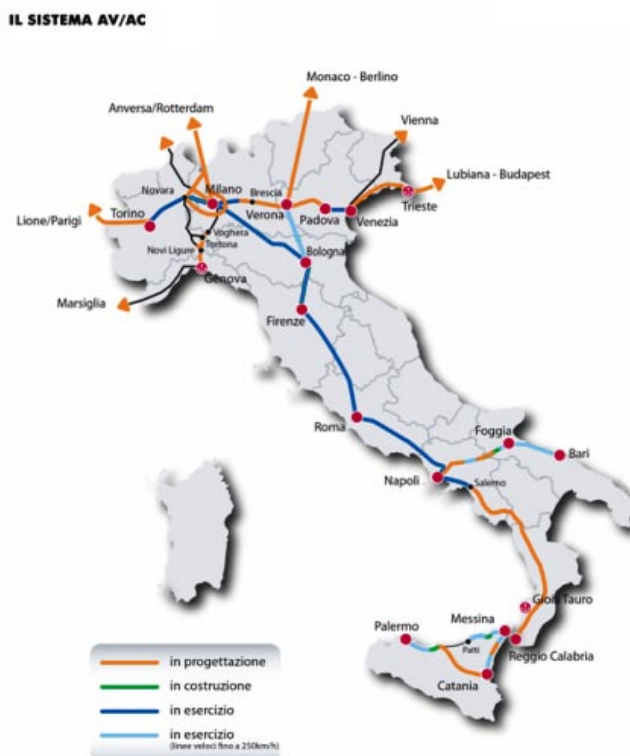 IL SISTEMA AV/AC
Monaco - Berlino
Anversa/Rotterdam
Vienna
Lubiana - Budapest
Novara
Milano
Brescia
Verona
Padova
Venezia
Trieste
Lione/Parigi
Torino
Voghera
Tortona
Novi Ligure
Bologna
Genova
Marsiglia
Firenze
Roma
Foggia
Bari
Napoli
Salerno
Gioia Tauro
Messina
Palermo
Patti
Reggio Calabria
Catania
in progettazione
in costruzione
in esercizio
in esercizio
(linee veloci fino a 250km/h)